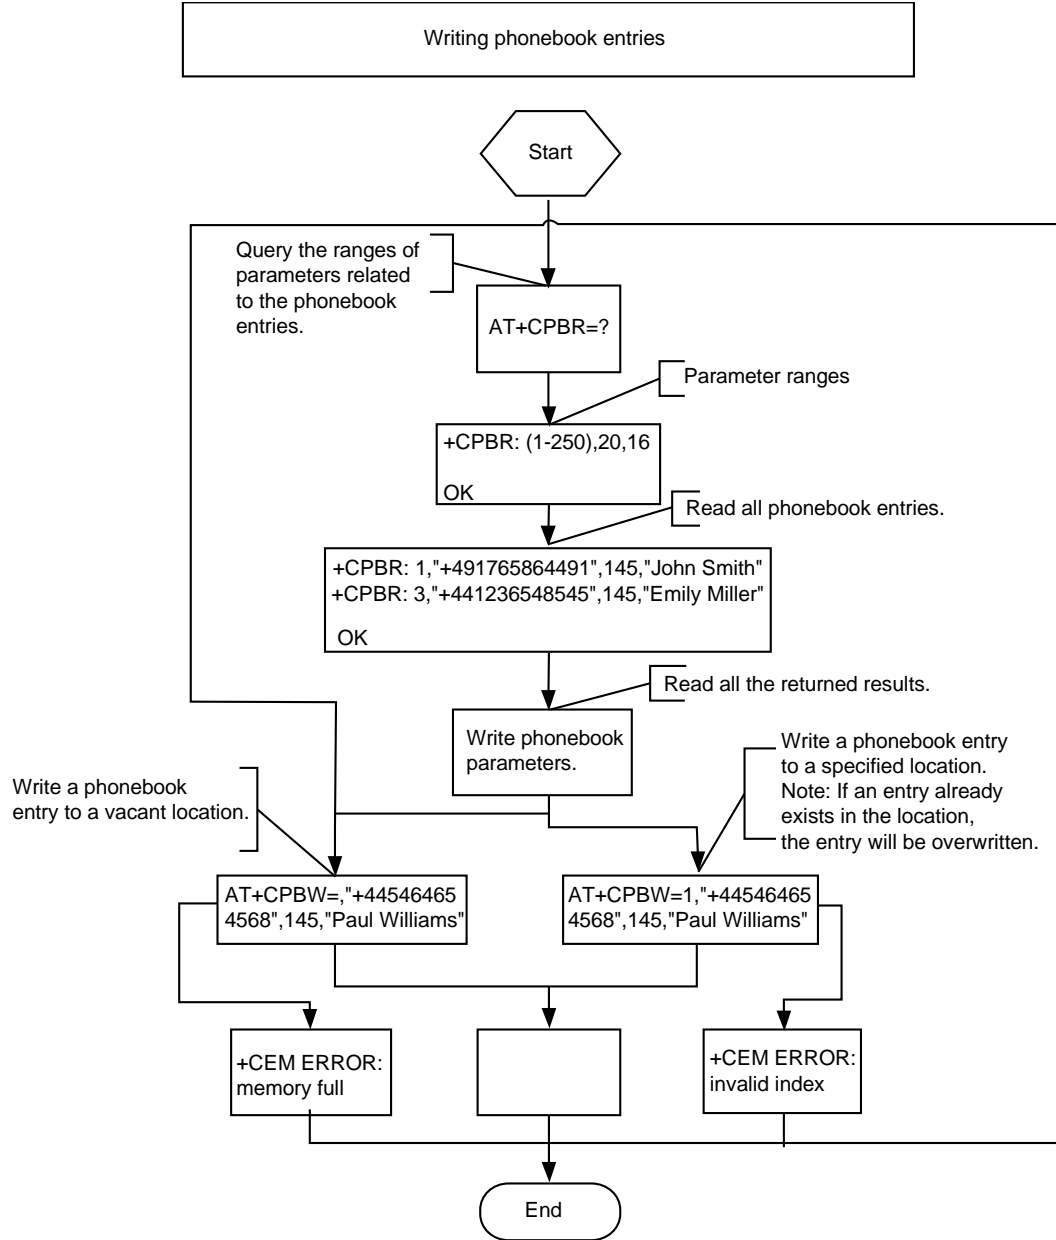 Writing phonebook entries
Start
Query the ranges of
parameters related
to the phonebook
entries.
AT+CPBR=?
Parameter ranges
+CPBR: (1-250),20,16
OK
Read all phonebook entries.
+CPBR: 1,"+491765864491",145,"John Smith"
+CPBR: 3,"+441236548545",145,"Emily Miller"
OK
Read all the returned results.
Write phonebook
parameters.
Write a phonebook entry
to a specified location.
Note: If an entry already
exists in the location,
the entry will be overwritten.
Write a phonebook
entry to a vacant location.
AT+CPBW=,"+44546465
4568",145,"Paul Williams"
AT+CPBW=1,"+44546465
4568",145,"Paul Williams"
+CEM ERROR:
memory full
+CEM ERROR:
invalid index
End